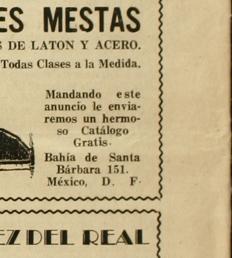 ES MESTAS
S DE LATON Y ACERO.
Todas Clases a la Medida.
Mandando este
anuncio le envia-
remos un hermo-
so Catálogo
Gratis.
Bahía de Santa
Bárbara 151.
México, D. F.
EZ DEL REAL